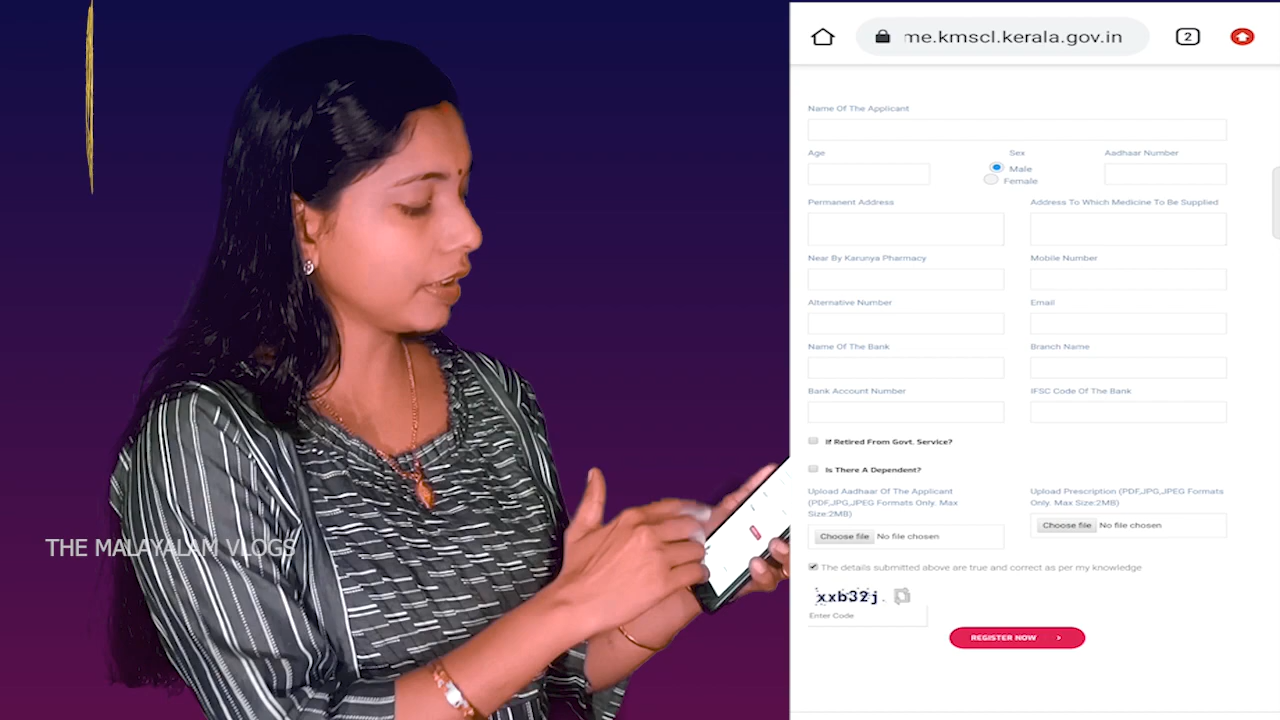 me.kmscl.kerala.gov.in
2
Name Of The Applicant
Age
Sex
Aadhaar Number
Male
Female
Permanent Address
Address To Which Medicine To Be Supplied
Near By Karunya Pharmacy
Mobile Number
Alternative Number
Email
Name Of The Bank
Branch Name
Bank Account Number
IFSC Code Of The Bank
If Retired From Govt. Service?
Is There A Dependent?
Upload Aadhaar Of The Applicant
(PDF,JPG,JPEG Formats Only. Max
Size:2MB)
Choose file No file chosen
Upload Prescription (PDF,JPG,JPEG Formats
Only. Max Size:2MB)
Choose file No file chosen
The details submitted above are true and correct as per my knowledge
xxb32j
Enter Code
REGISTER NOW >
THE MALAYALAM VLOGS